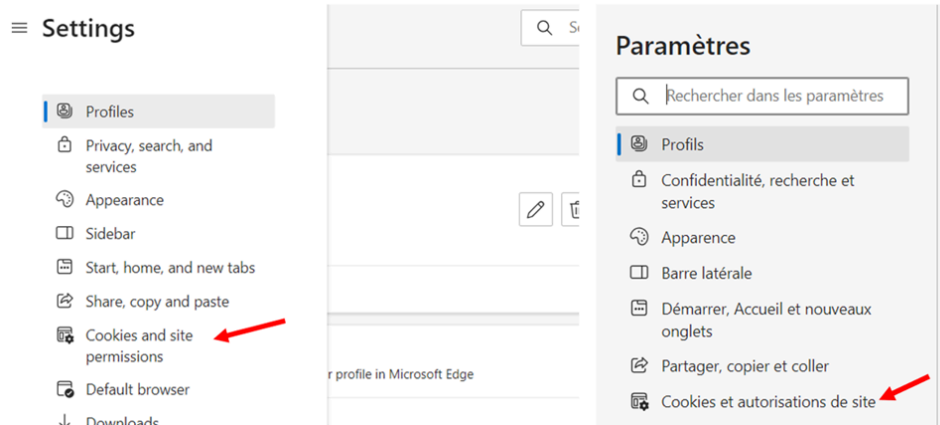 Settings
Profiles
Privacy, search, and
services
Appearance
Sidebar
Start, home, and new tabs
Share, copy and paste
Cookies and site
permissions
Default browser
Downloads
r profile in Microsoft Edge
Paramètres
Rechercher dans les paramètres
Profils
Confidentialité, recherche et
services
Apparence
Barre latérale
Démarrer, Accueil et nouveaux
onglets
Partager, copier et coller
Cookies et autorisations de site